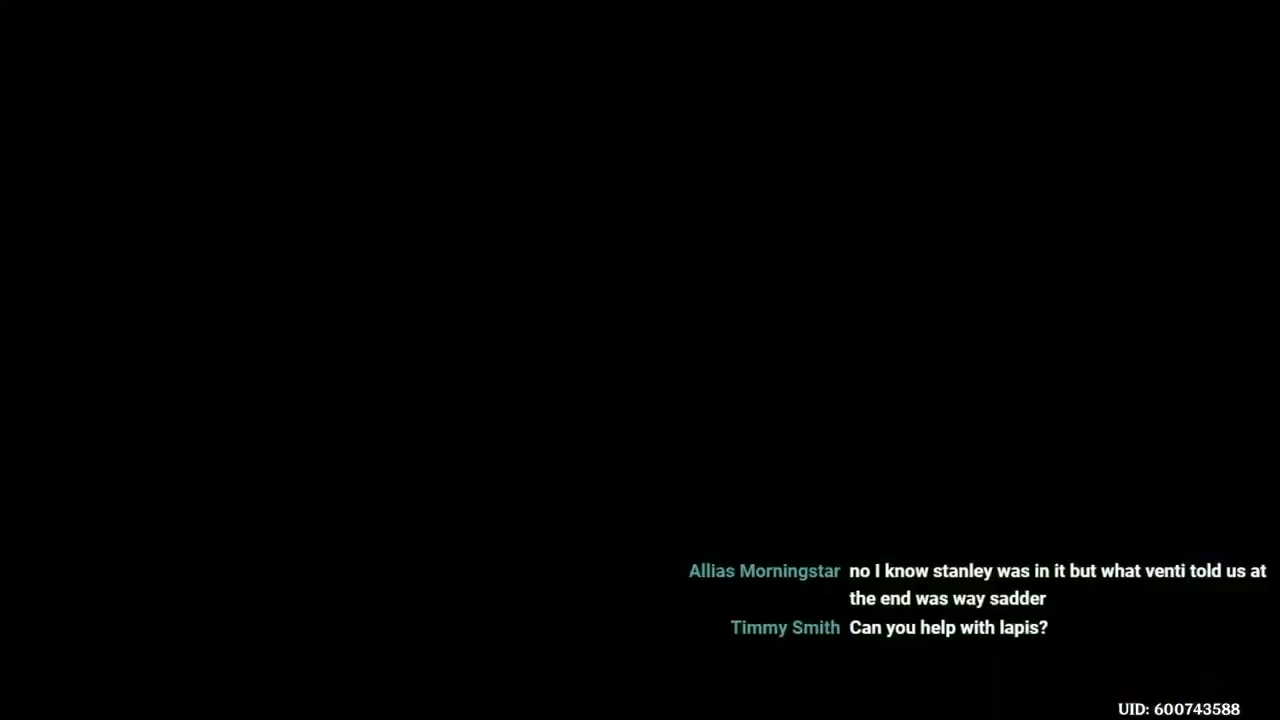 Allias Morningstar no I know stanley was in it but what venti told us at
the end was way sadder
Timmy Smith Can you help with lapis?
UID: 600743588